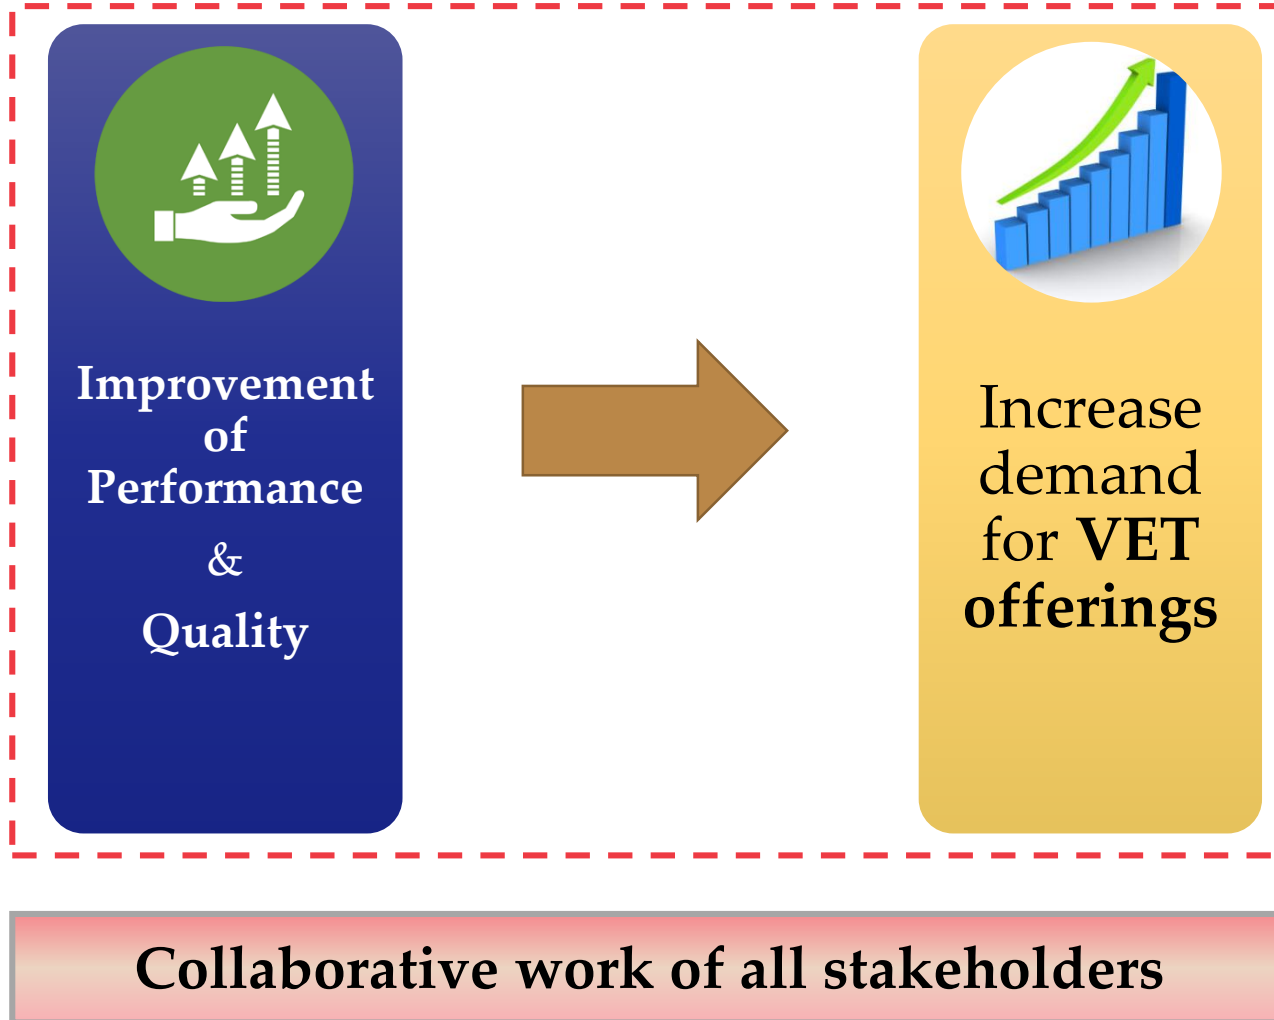 Improvement
of
Performance
&
Quality
Increase
demand
for VET
offerings
Collaborative work of all stakeholders